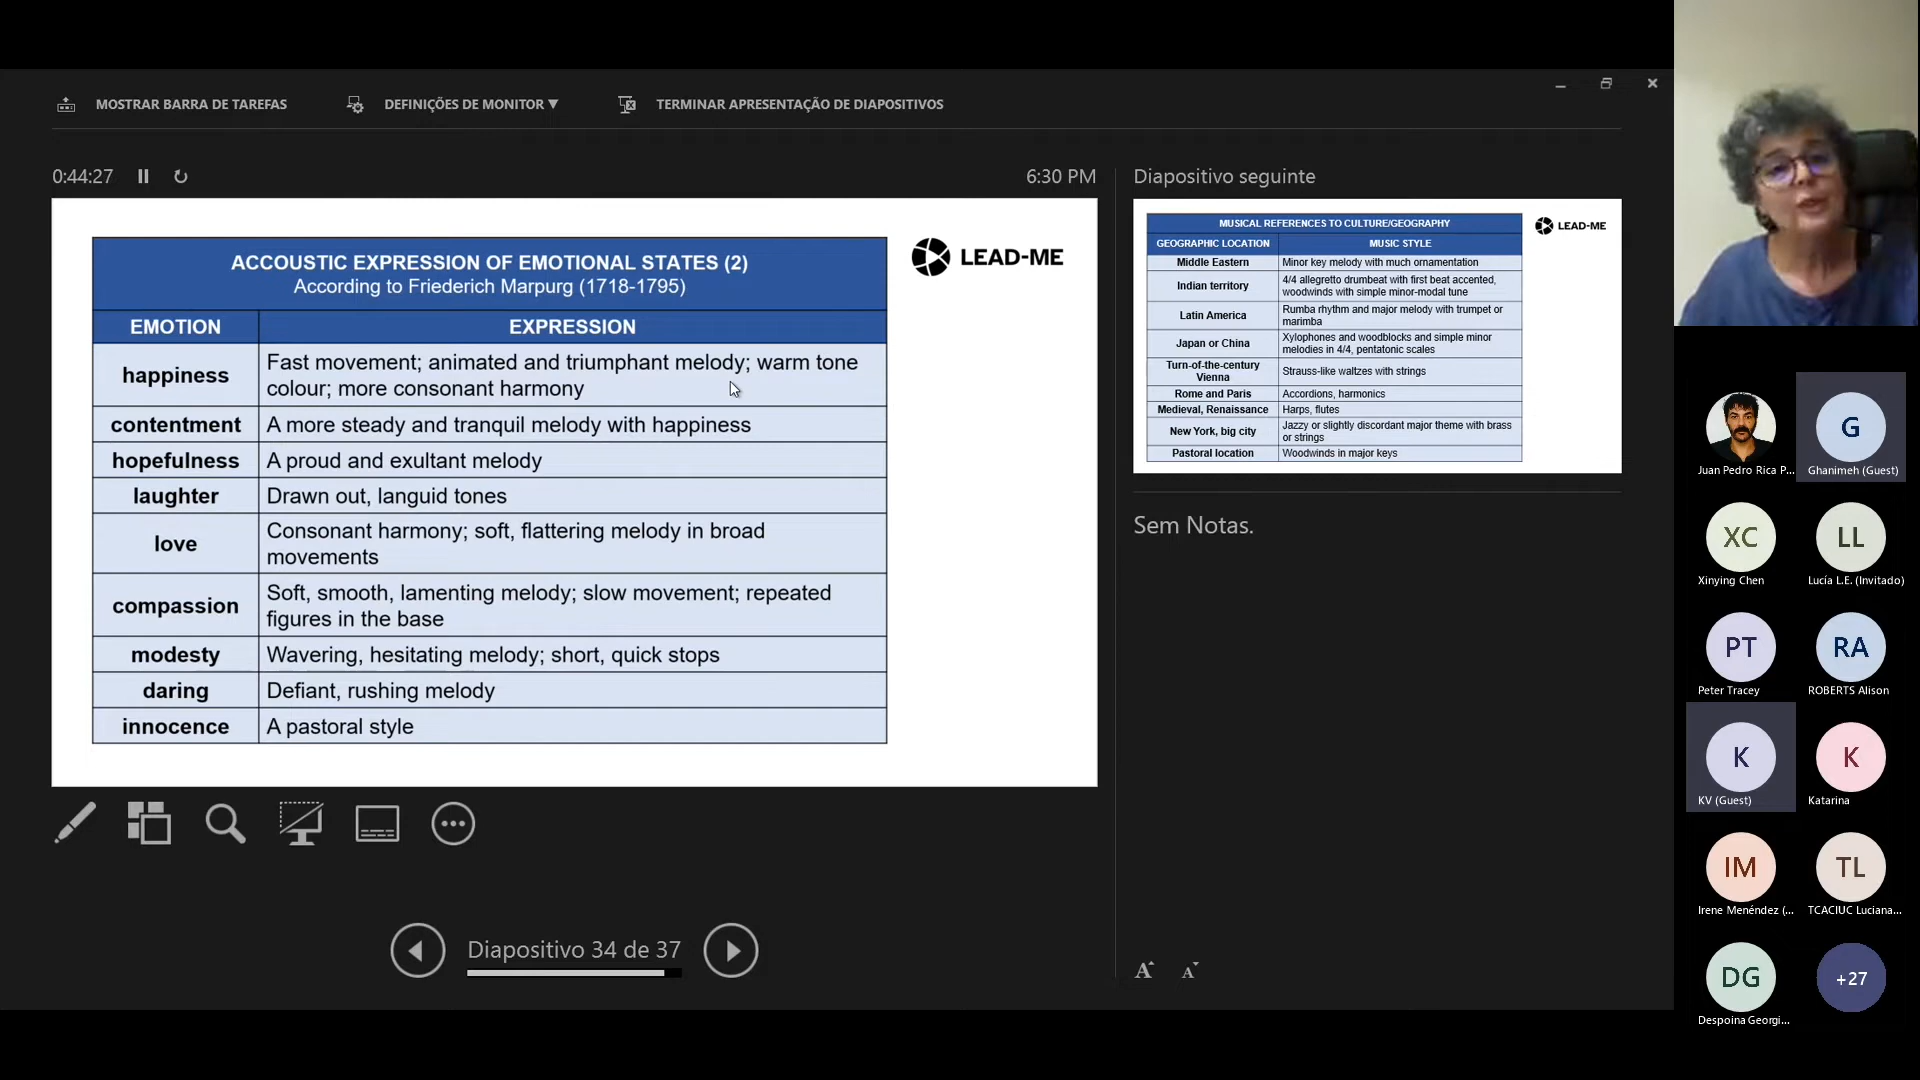 MOSTRAR BARRA DE TAREFAS
DEFINIÇÕES DE MONITOR ▼
TERMINAR APRESENTAÇÃO DE DIAPOSITIVOS
0:44:27
6:30 PM
ACCOUSTIC EXPRESSION OF EMOTIONAL STATES (2)
According to Friederich Marpurg (1718-1795)
LEAD-ME
EMOTION EXPRESSION
happiness Fast movement; animated and triumphant melody; warm tone
colour; more consonant harmony
contentment A more steady and tranquil melody with happiness
hopefulness A proud and exultant melody
laughter Drawn out, languid tones
love Consonant harmony; soft, flattering melody in broad
movements
compassion Soft, smooth, lamenting melody; slow movement; repeated
figures in the base
modesty Wavering, hesitating melody; short, quick stops
daring Defiant, rushing melody
innocence A pastoral style
Diapositivo 34 de 37
Diapositivo seguinte
MUSICAL REFERENCES TO CULTURE/GEOGRAPHY
LEAD-ME
GEOGRAPHIC LOCATION MUSIC STYLE
Middle Eastern Minor key melody with much ornamentation
Indian territory 4/4 allegretto drumbeat with first beat accented,
woodwinds with simple minor-modal tune
Latin America Rumba rhythm and major melody with trumpet or
marimba
Japan or China Xylophones and woodblocks and simple minor
melodies in 4/4, pentatonic scales
Turn-of-the-century
Vienna Strauss-like waltzes with strings
Rome and Paris Accordions, harmonics
Medieval, Renaissance Harps, flutes
New York, big city Jazzy or slightly discordant major theme with brass
or strings
Pastoral location Woodwinds in major keys
Sem Notas.
A A
Juan Pedro Rica P...
G
Ghanimeh (Guest)
XC
Xinying Chen
LL
Lucía L.E. (Invitado)
PT
Peter Tracey
RA
ROBERTS Alison
K
KV (Guest)
K
Katarina
IM
Irene Menéndez (...
TL
TCACIUC Luciana...
DG
Despoina Georgi...
+27